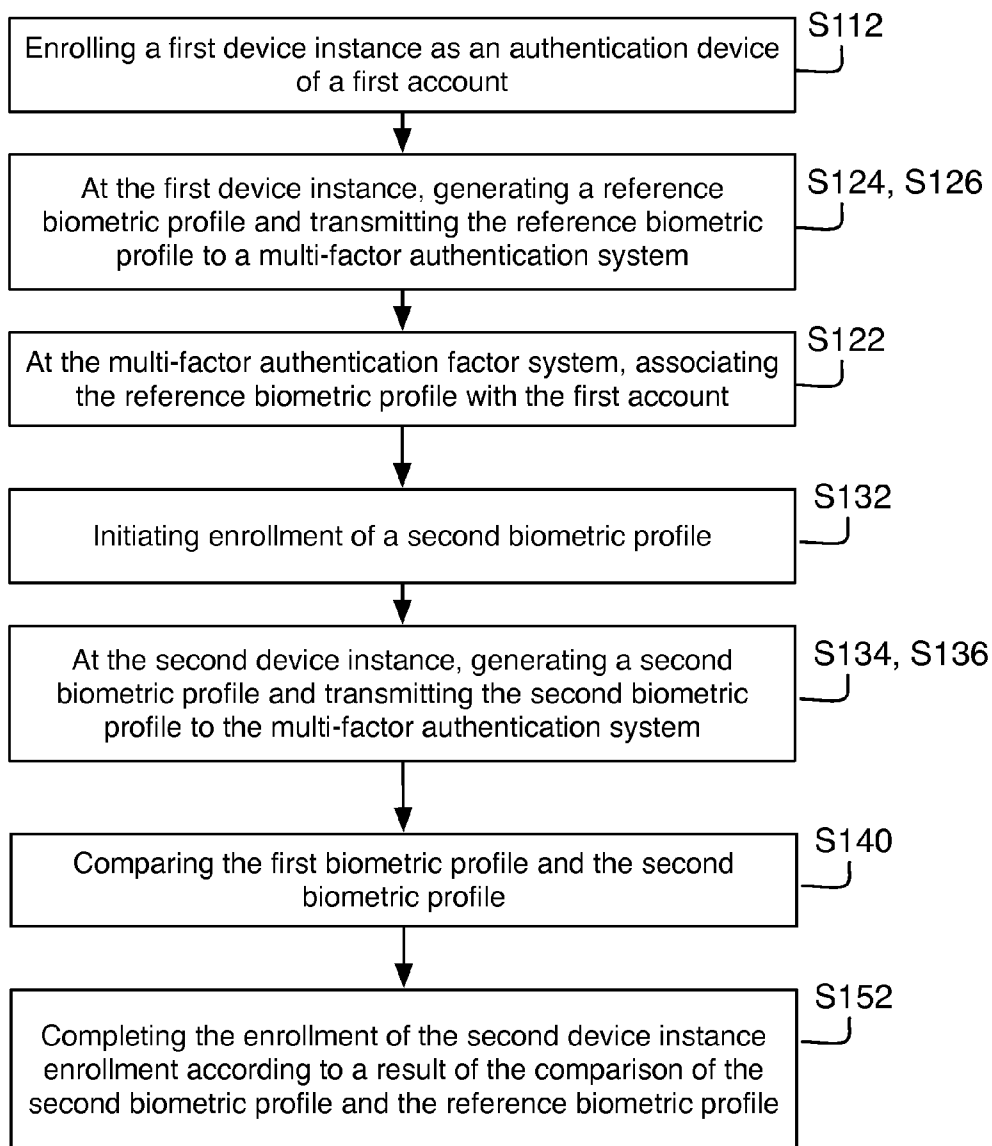 S112
Enrolling a first device instance as an authentication device
of a first account
S124, S126
At the first device instance, generating a reference
biometric profile and transmitting the reference biometric
profile to a multi-factor authentication system
S122
At the multi-factor authentication factor system, associating
the reference biometric profile with the first account
S132
Initiating enrollment of a second biometric profile
S134, S136
At the second device instance, generating a second
biometric profile and transmitting the second biometric
profile to the multi-factor authentication system
S140
Comparing the first biometric profile and the second
biometric profile
S152
Completing the enrollment of the second device instance
enrollment according to a result of the comparison of the
second biometric profile and the reference biometric profile